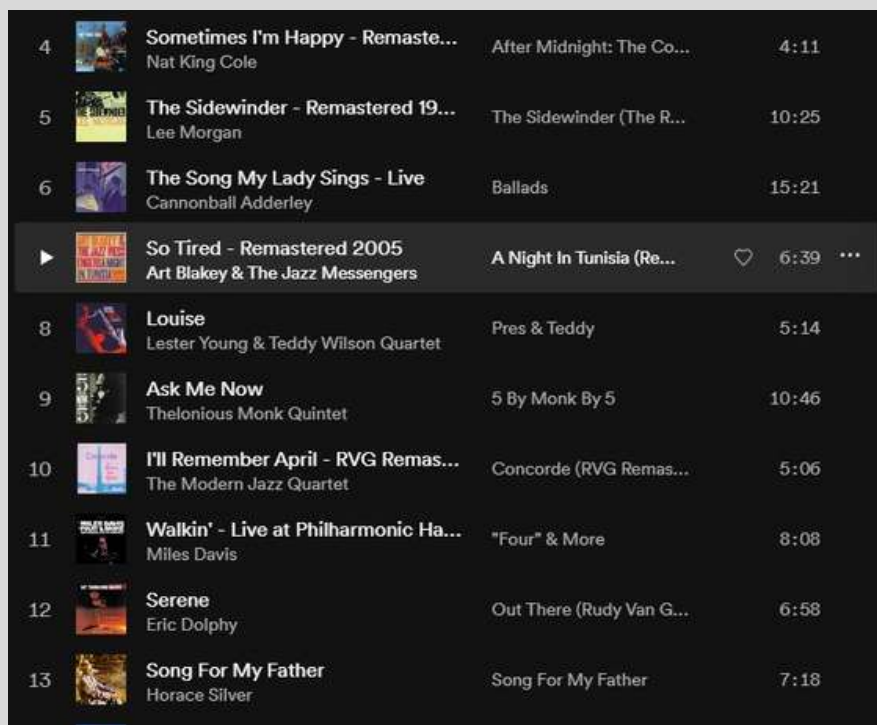 4 Sometimes I'm Happy - Remaste... After Midnight: The Co... 4:11
Nat King Cole
5 The Sidewinder - Remastered 19... The Sidewinder (The R... 10:25
Lee Morgan
6 The Song My Lady Sings - Live Ballads 15:21
Cannonball Adderley
So Tired - Remastered 2005 A Night In Tunisia (Re... 6:39
Art Blakey & The Jazz Messengers
8 Louise Pres & Teddy 5:14
Lester Young & Teddy Wilson Quartet
9 Ask Me Now 5 By Monk By 5 10:46
Thelonious Monk Quintet
10 I'll Remember April - RVG Remas... Concorde (RVG Remas... 5:06
The Modern Jazz Quartet
11 Walkin' - Live at Philharmonic Ha... "Four" & More 8:08
Miles Davis
12 Serene Out There (Rudy Van G... 6:58
Eric Dolphy
13 Song For My Father Song For My Father 7:18
Horace Silver